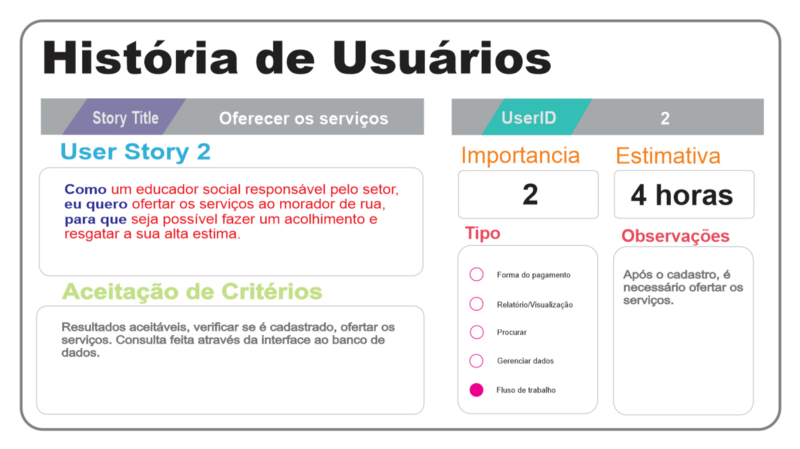 História de Usuários
Story Title
Oferecer os serviços
UserID
2
User Story 2
Como um educador social responsável pelo setor,
eu quero ofertar os serviços ao morador de rua,
para que seja possível fazer um acolhimento e
resgatar a sua alta estima.
Aceitação de Critérios
Resultados aceitáveis, verificar se é cadastrado, ofertar os
serviços. Consulta feita através da interface ao banco de
dados.
Importancia
2
Estimativa
4 horas
Tipo
Forma do pagamento
Relatório/Visualização
Procurar
Gerenciar dados
Fluso de trabalho
Observações
Após o cadastro, é
necessário ofertar os
serviços.